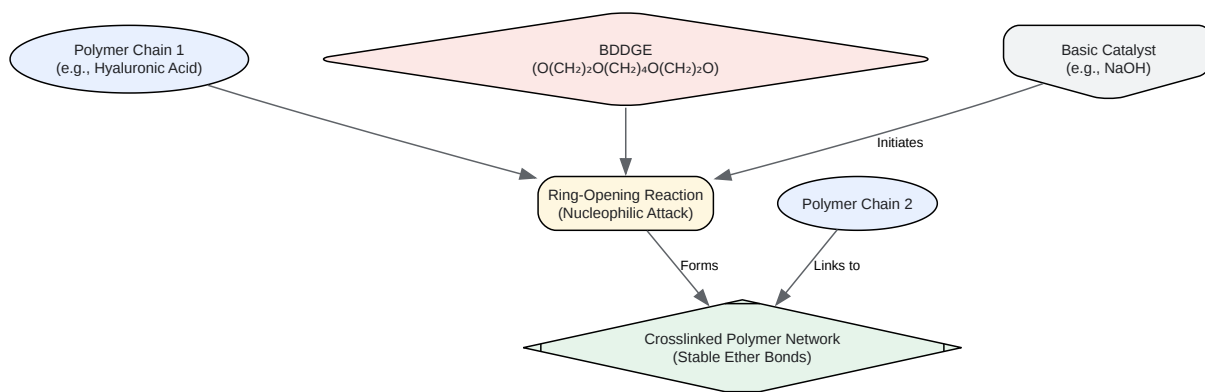 Polymer Chain 1
(e.g., Hyaluronic Acid)
BDDGE
(O(CH₂)₂O(CH₂)₄O(CH₂)₂O)
Basic Catalyst
(e.g., NaOH)
Initiates
Ring-Opening Reaction
(Nucleophilic Attack)
Polymer Chain 2
Forms
Links to
Crosslinked Polymer Network
(Stable Ether Bonds)